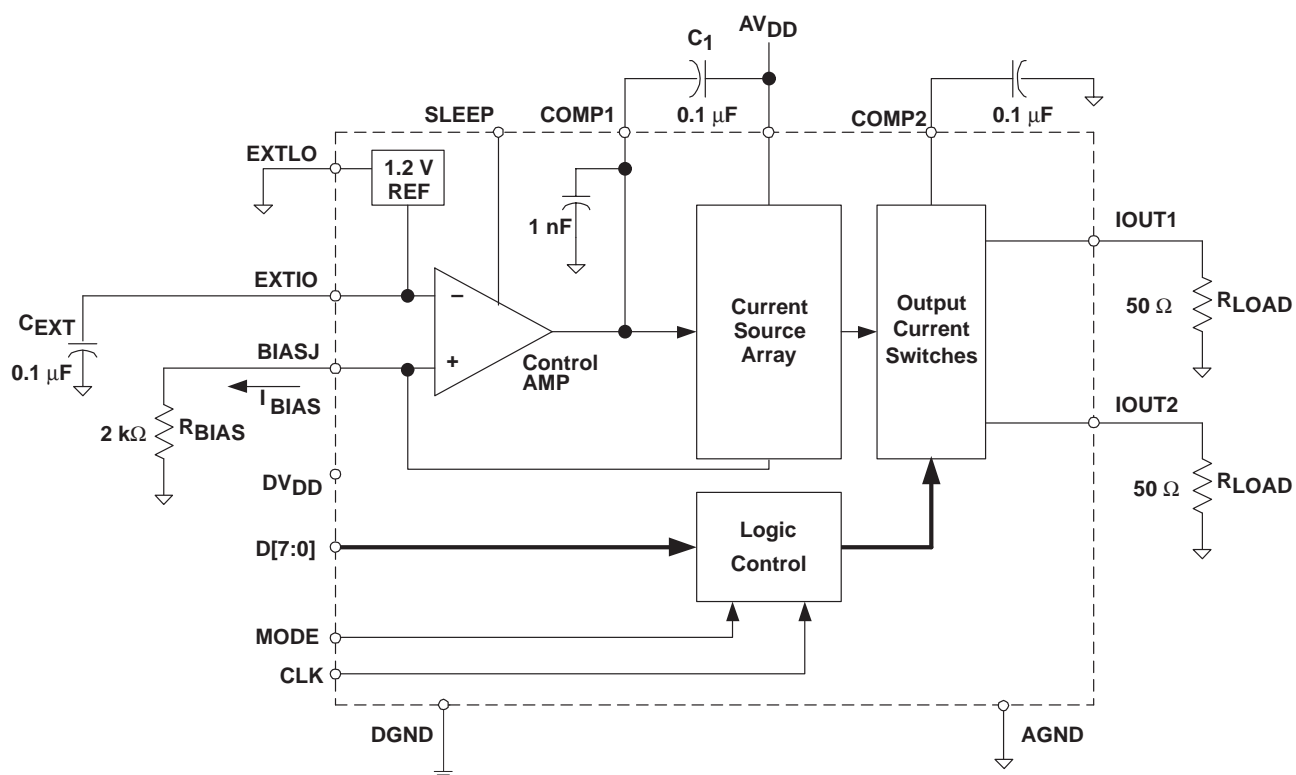 AVDD
C1
0.1 μF
SLEEP
COMP1
COMP2
0.1 μF
EXTLO
1.2 V
REF
1 nF
EXTIO
–
CEXT
0.1 μF
BIASJ
+
Control
AMP
IBIAS
2 kΩ
RBIAS
Current
Source
Array
Output
Current
Switches
IOUT1
50 Ω
RLOAD
IOUT2
50 Ω
RLOAD
DVDD
D[7:0]
Logic
Control
MODE
CLK
DGND
AGND